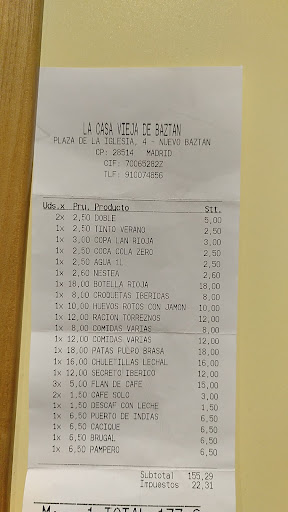 LA CASA VIEJA DE BAZTAN
PLAZA DE LA IGLESIA, 4 - NUEVO BAZTAN
CP: 28514 MADRID
CIF: 70065282Z
TLF: 910074856
Uds.x Pru. Producto Stt.
2x 2,50 DOBLE 5,00
1x 2,50 TINTO VERANO 2,50
1x 3,00 COPA LAN RIOJA 3,00
1x 2,50 COCA COLA ZERO 2,50
1x 2,50 AGUA 1L 2,50
1x 2,60 NESTEA 2,60
1x 18,00 BOTELLA RIOJA 18,00
1x 8,00 CROQUETAS IBERICAS 8,00
1x 10,00 HUEVOS ROTOS CON JAMON 10,00
1x 12,00 RACION TORREZNOS 12,00
1x 8,00 COMIDAS VARIAS 8,00
1x 12,00 COMIDAS VARIAS 12,00
1x 18,00 PATAS PULPO BRASA 18,00
1x 16,00 CHULETILLAS LECHAL 16,00
1x 12,00 SECRETO IBERICO 12,00
3x 5,00 FLAN DE CAFE 15,00
2x 1,50 CAFE SOLO 3,00
1x 1,50 DESCAF CON LECHE 1,50
1x 6,50 PUERTO DE INDIAS 6,50
1x 6,50 CACIQUE 6,50
1x 6,50 BRUGAL 6,50
1x 6,50 PAMPERO 6,50
Subtotal 155,29
Impuestos 22,31